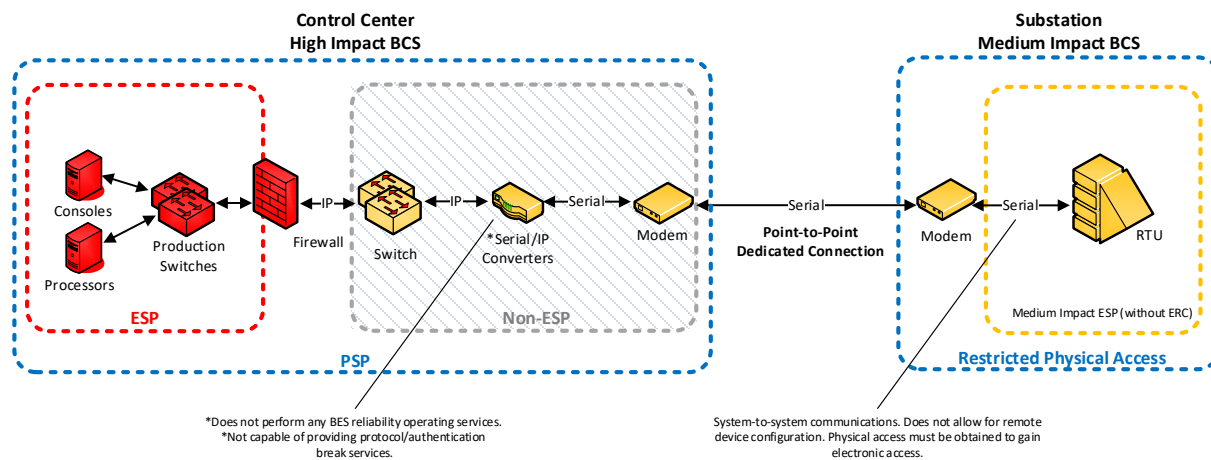 Control Center
High Impact BCS
Substation
Medium Impact BCS
Consoles
Processors
Production
Switches
ESP
IP
Firewall
Switch
IP
*Serial/IP
Converters
Serial
Modem
Non-ESP
PSP
Serial
Point-to-Point
Dedicated Connection
Modem
Serial
RTU
Medium Impact ESP (without ERC)
Restricted Physical Access
*Does not perform any BES reliability operating services.
*Not capable of providing protocol/authentication
break services.
System-to-system communications. Does not allow for remote
device configuration. Physical access must be obtained to gain
electronic access.